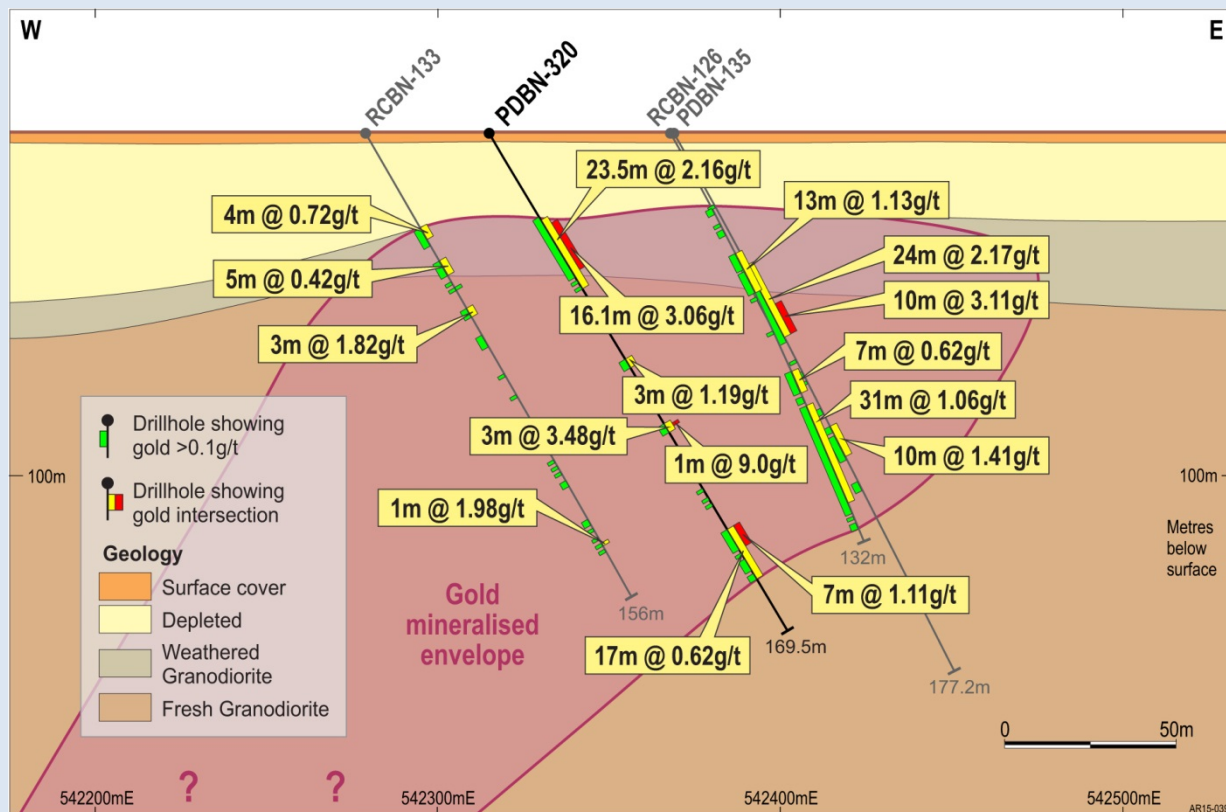 W
E
RCBN-133
PDBN-320
RCBN-126
PDBN-135
23.5m @ 2.16g/t
13m @ 1.13g/t
4m @ 0.72g/t
24m @ 2.17g/t
5m @ 0.42g/t
10m @ 3.11g/t
16.1m @ 3.06g/t
3m @ 1.82g/t
7m @ 0.62g/t
3m @ 1.19g/t
31m @ 1.06g/t
3m @ 3.48g/t
10m @ 1.41g/t
1m @ 9.0g/t
100m
100m
1m @ 1.98g/t
Metres
below
surface
132m
7m @ 1.11g/t
156m
Gold
mineralised
envelope
169.5m
17m @ 0.62g/t
177.2m
Drillhole showing
gold >0.1g/t
Drillhole showing
gold intersection
Geology
Surface cover
Depleted
Weathered
Granodiorite
Fresh Granodiorite
0
50m
? ?
542200mE
542300mE
542400mE
542500mE